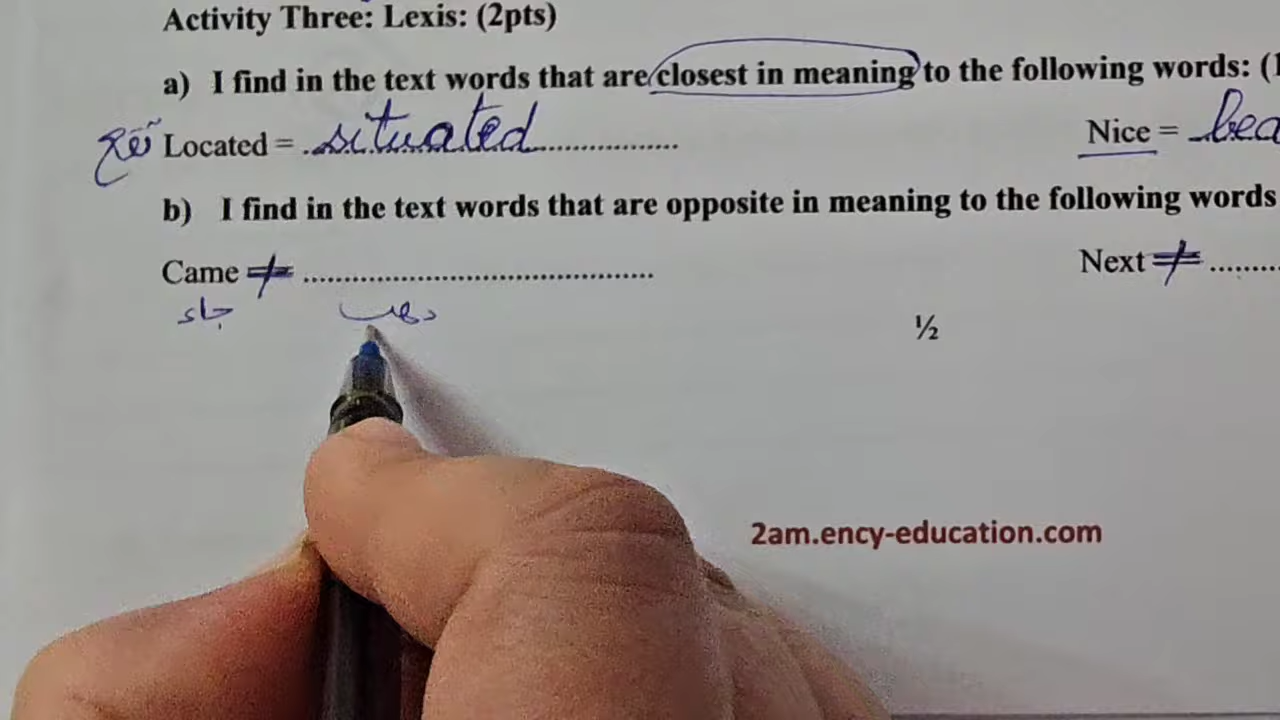 Activity Three: Lexis: (2pts)
a) I find in the text words that are closest in meaning to the following words: (1
Located = situated Nice = bea
b) I find in the text words that are opposite in meaning to the following words
Came ≠ .......... Next ≠ ..........
جاء ذهب
½
2am.ency-education.com